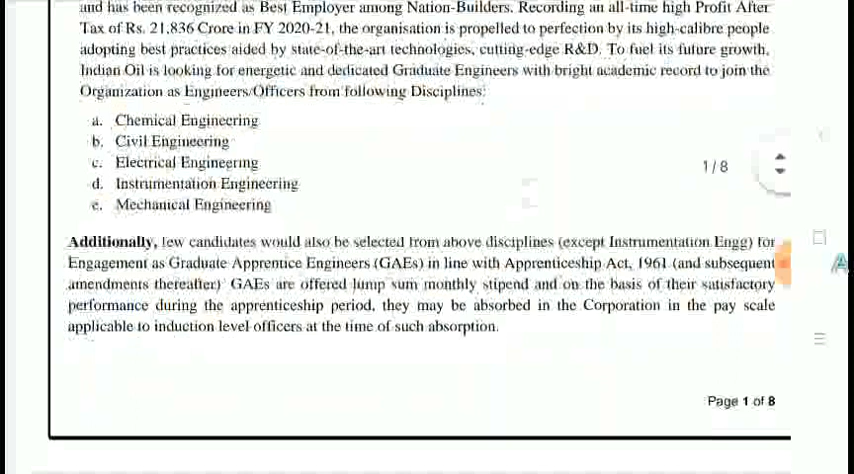 and has been recognized as Best Employer among Nation-Builders. Recording an all-time high Profit After
Tax of Rs. 21,836 Crore in FY 2020-21, the organisation is propelled to perfection by its high-calibre people
adopting best practices aided by state-of-the-art technologies, cutting-edge R&D. To fuel its future growth,
Indian Oil is looking for energetic and dedicated Graduate Engineers with bright academic record to join the
Organization as Engineers/Officers from following Disciplines:
a. Chemical Engineering
b. Civil Engineering
c. Electrical Engineering
1/8
d. Instrumentation Engineering
e. Mechanical Engineering
Additionally, few candidates would also be selected from above disciplines (except Instrumentation Engg) for
Engagement as Graduate Apprentice Engineers (GAEs) in line with Apprenticeship Act, 1961 (and subsequent
amendments thereafter) GAEs are offered lump sum monthly stipend and on the basis of their satisfactory
performance during the apprenticeship period, they may be absorbed in the Corporation in the pay scale
applicable to induction level officers at the time of such absorption.
Page 1 of 8